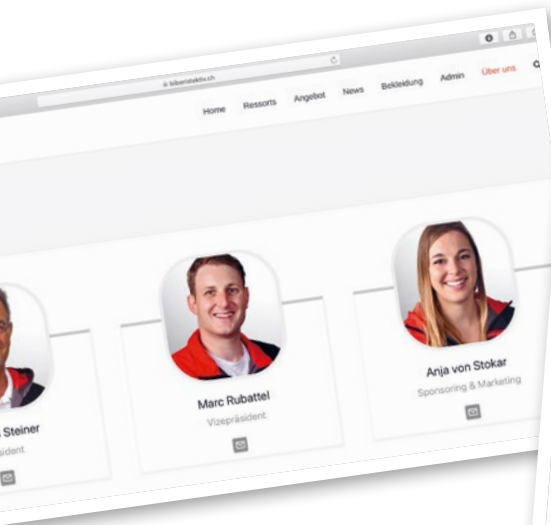 biberistaktiv.ch
Home Ressorts Angebot News Bekleidung Admin Über uns
Steiner
sident
Marc Rubattel
Vizepräsident
Anja von Stokar
Sponsoring & Marketing